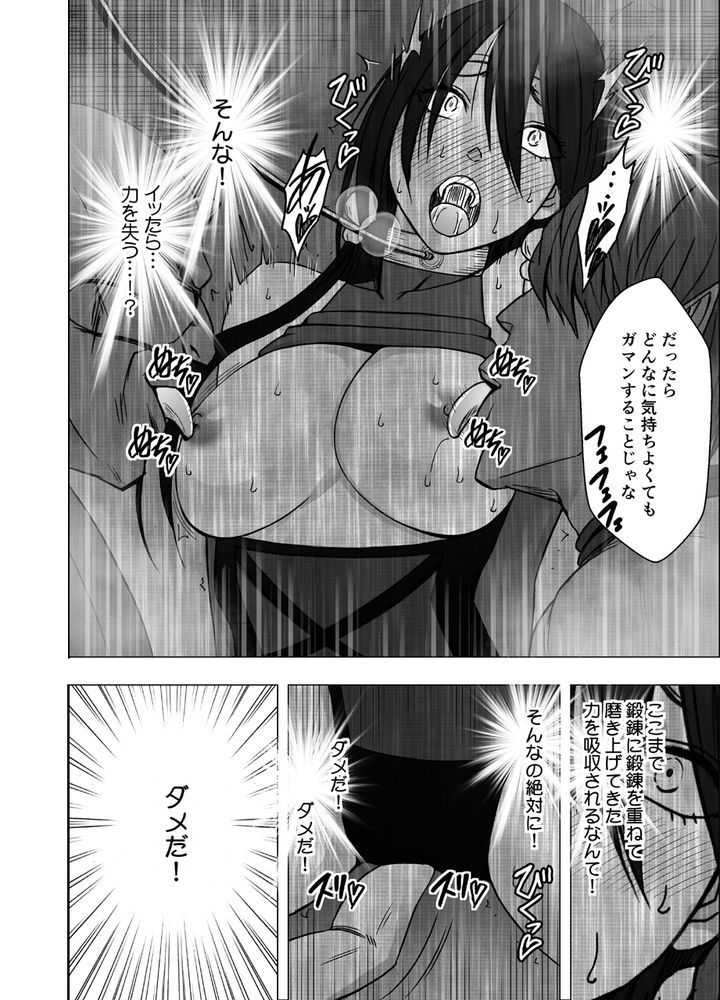 そんな！
イッたら…
力を失う…！？
だったら
どんなに気持ちよくても
ガマンすることじゃな
フェ
フェ
フェ
びくっ♡
びくっ♡
あ゛っ♡
…っ♡
ぬち♡
ぬち♡
ぬち♡
ぬち♡
ここまで
鍛錬に鍛錬を重ねて
磨き上げてきた
力を吸収されるなんて！
そんなの絶対に！
ダメだ！
ダメだ！
びくっ♡
ズリ♡
ズリ♡
ダメだ！